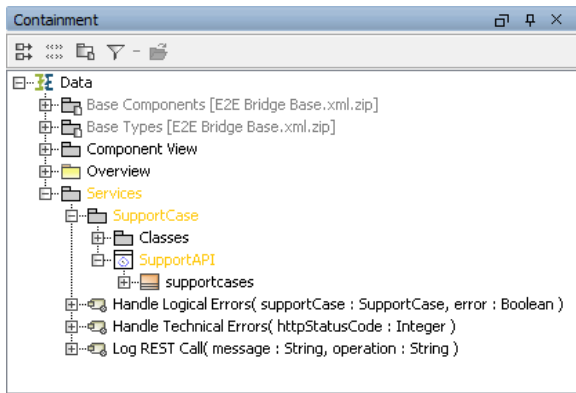 Containment
Data
Base Components [E2E Bridge Base.xml.zip]
Base Types [E2E Bridge Base.xml.zip]
Component View
Overview
Services
SupportCase
Classes
SupportAPI
supportcases
Handle Logical Errors( supportCase : SupportCase, error : Boolean )
Handle Technical Errors( httpStatusCode : Integer )
Log REST Call( message : String, operation : String )